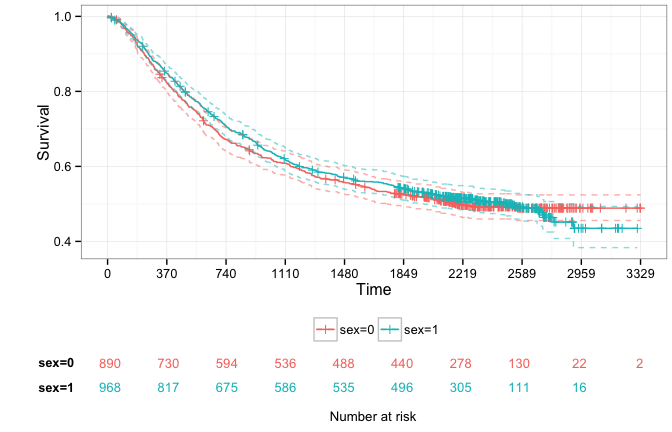 Survival
1.0
0.8
0.6
0.4
0 370 740 1110 1480 1849 2219 2589 2959 3329
Time
sex=0 sex=1
sex=0 890 730 594 536 488 440 278 130 22 2
sex=1 968 817 675 586 535 496 305 111 16
Number at risk